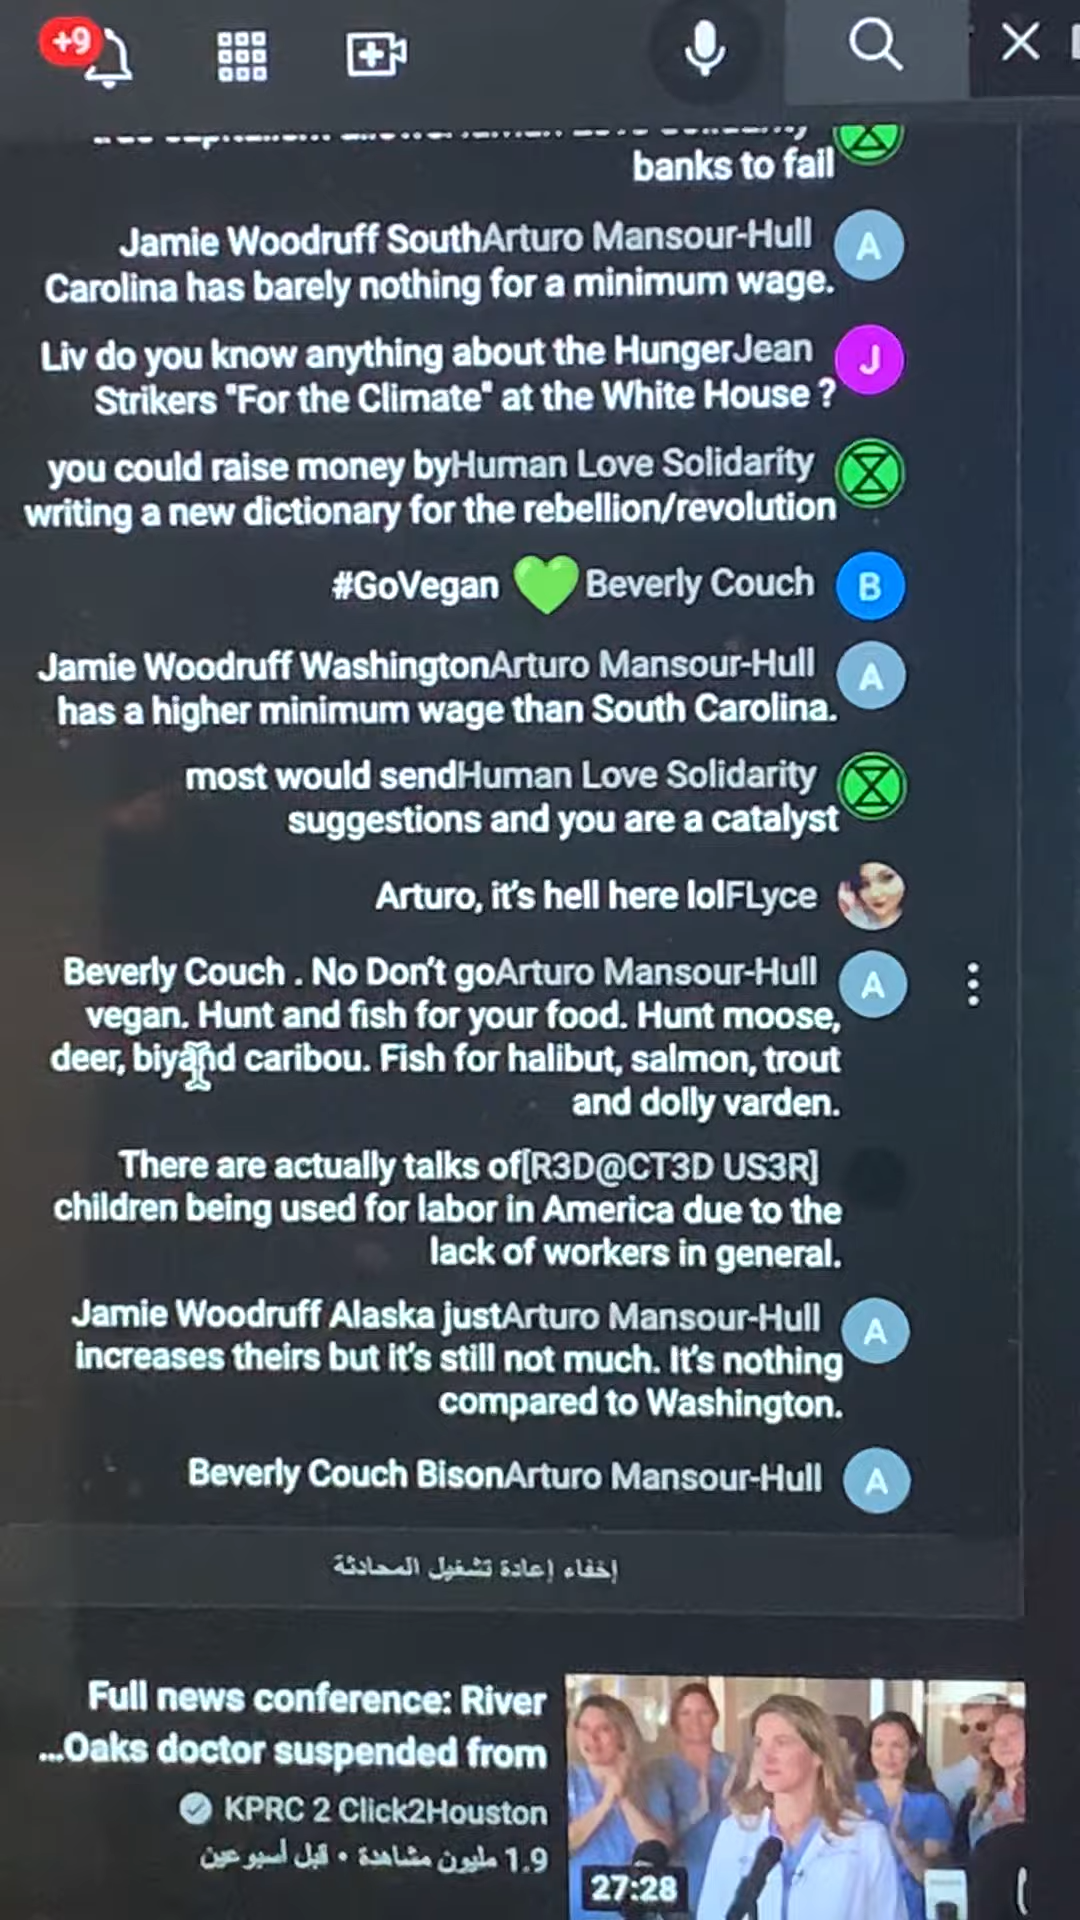 +9
banks to fail
Jamie Woodruff SouthArturo Mansour-Hull
A
Carolina has barely nothing for a minimum wage.
Liv do you know anything about the HungerJean
J
Strikers "For the Climate" at the White House ?
you could raise money byHuman Love Solidarity
writing a new dictionary for the rebellion/revolution
#GoVegan 💚 Beverly Couch
B
Jamie Woodruff WashingtonArturo Mansour-Hull
A
has a higher minimum wage than South Carolina.
most would sendHuman Love Solidarity
suggestions and you are a catalyst
Arturo, it's hell here lolFLyce
Beverly Couch . No Don't goArturo Mansour-Hull
A
vegan. Hunt and fish for your food. Hunt moose,
deer, biyand caribou. Fish for halibut, salmon, trout
and dolly varden.
There are actually talks of[R3D@CT3D US3R]
children being used for labor in America due to the
lack of workers in general.
Jamie Woodruff Alaska justArturo Mansour-Hull
A
increases theirs but it's still not much. It's nothing
compared to Washington.
Beverly Couch BisonArturo Mansour-Hull
A
إخفاء إعادة تشغيل المحادثة
Full news conference: River
...Oaks doctor suspended from
KPRC 2 Click2Houston
1.9 مليون مشاهدة • قبل أسبوعين
27:28